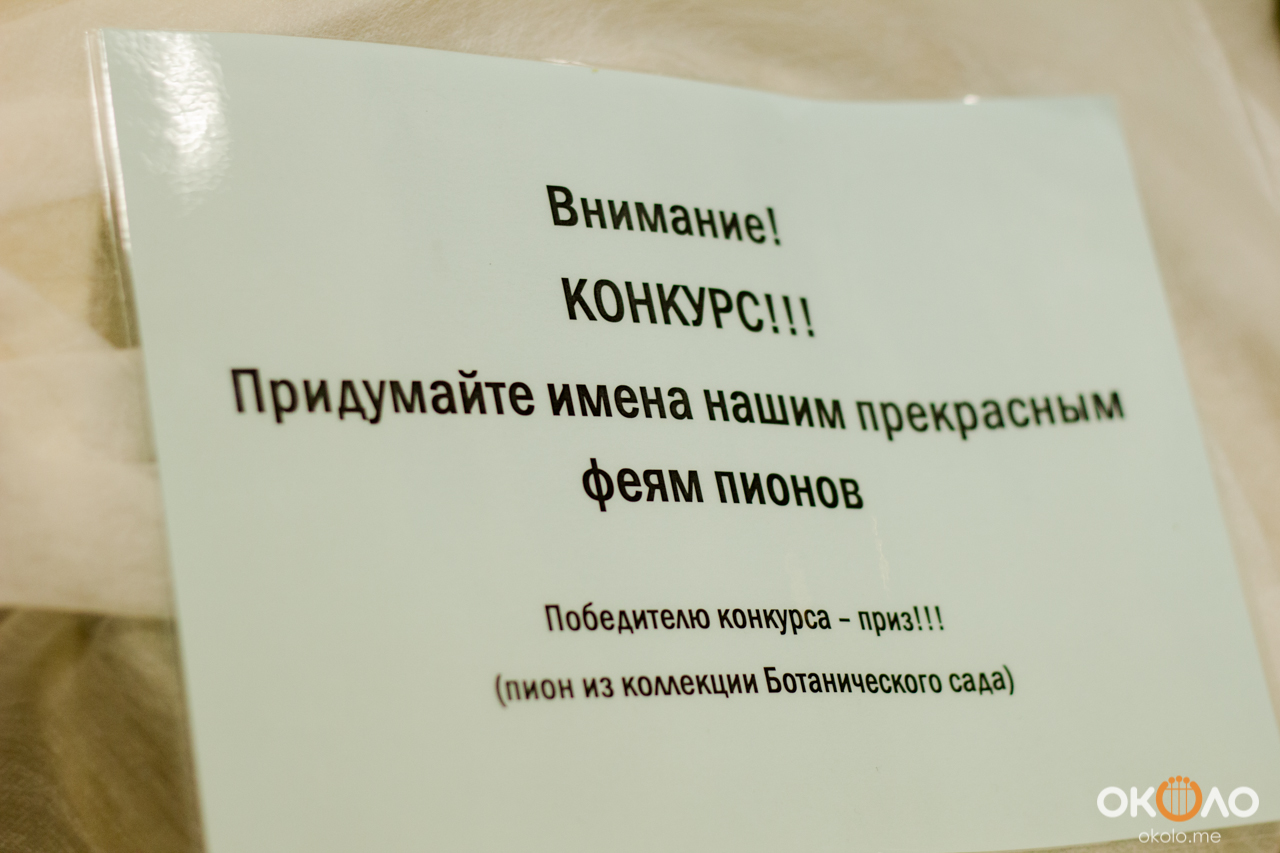 Внимание!
КОНКУРС!!!
Придумайте имена нашим прекрасным
феям пионов
Победителю конкурса – приз!!!
(пион из коллекции Ботанического сада)
ОКОЛО
okolo.me